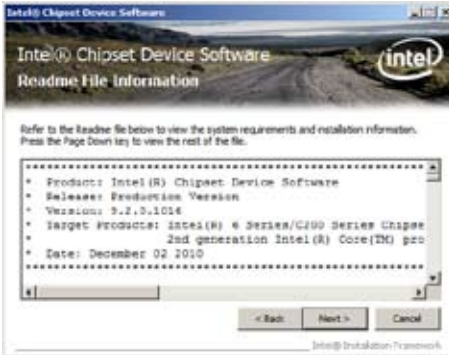 Intel® Chipset Device Software
Intel® Chipset Device Software
intel
Readme File Information
Refer to the Readme file below to view the system requirements and installation information.
Press the Page Down key to view the rest of the file.
****************************************************
* Product: Intel(R) Chipset Device Software
* Release: Production Version
* Version: 9.2.0.1016
* Target Products: Intel(R) 6 Series/C200 Series Chipse
* 2nd generation Intel(R) Core(TM) pro
* Date: December 02 2010
****************************************************
< Back
Next >
Cancel
Intel® Installation Framework